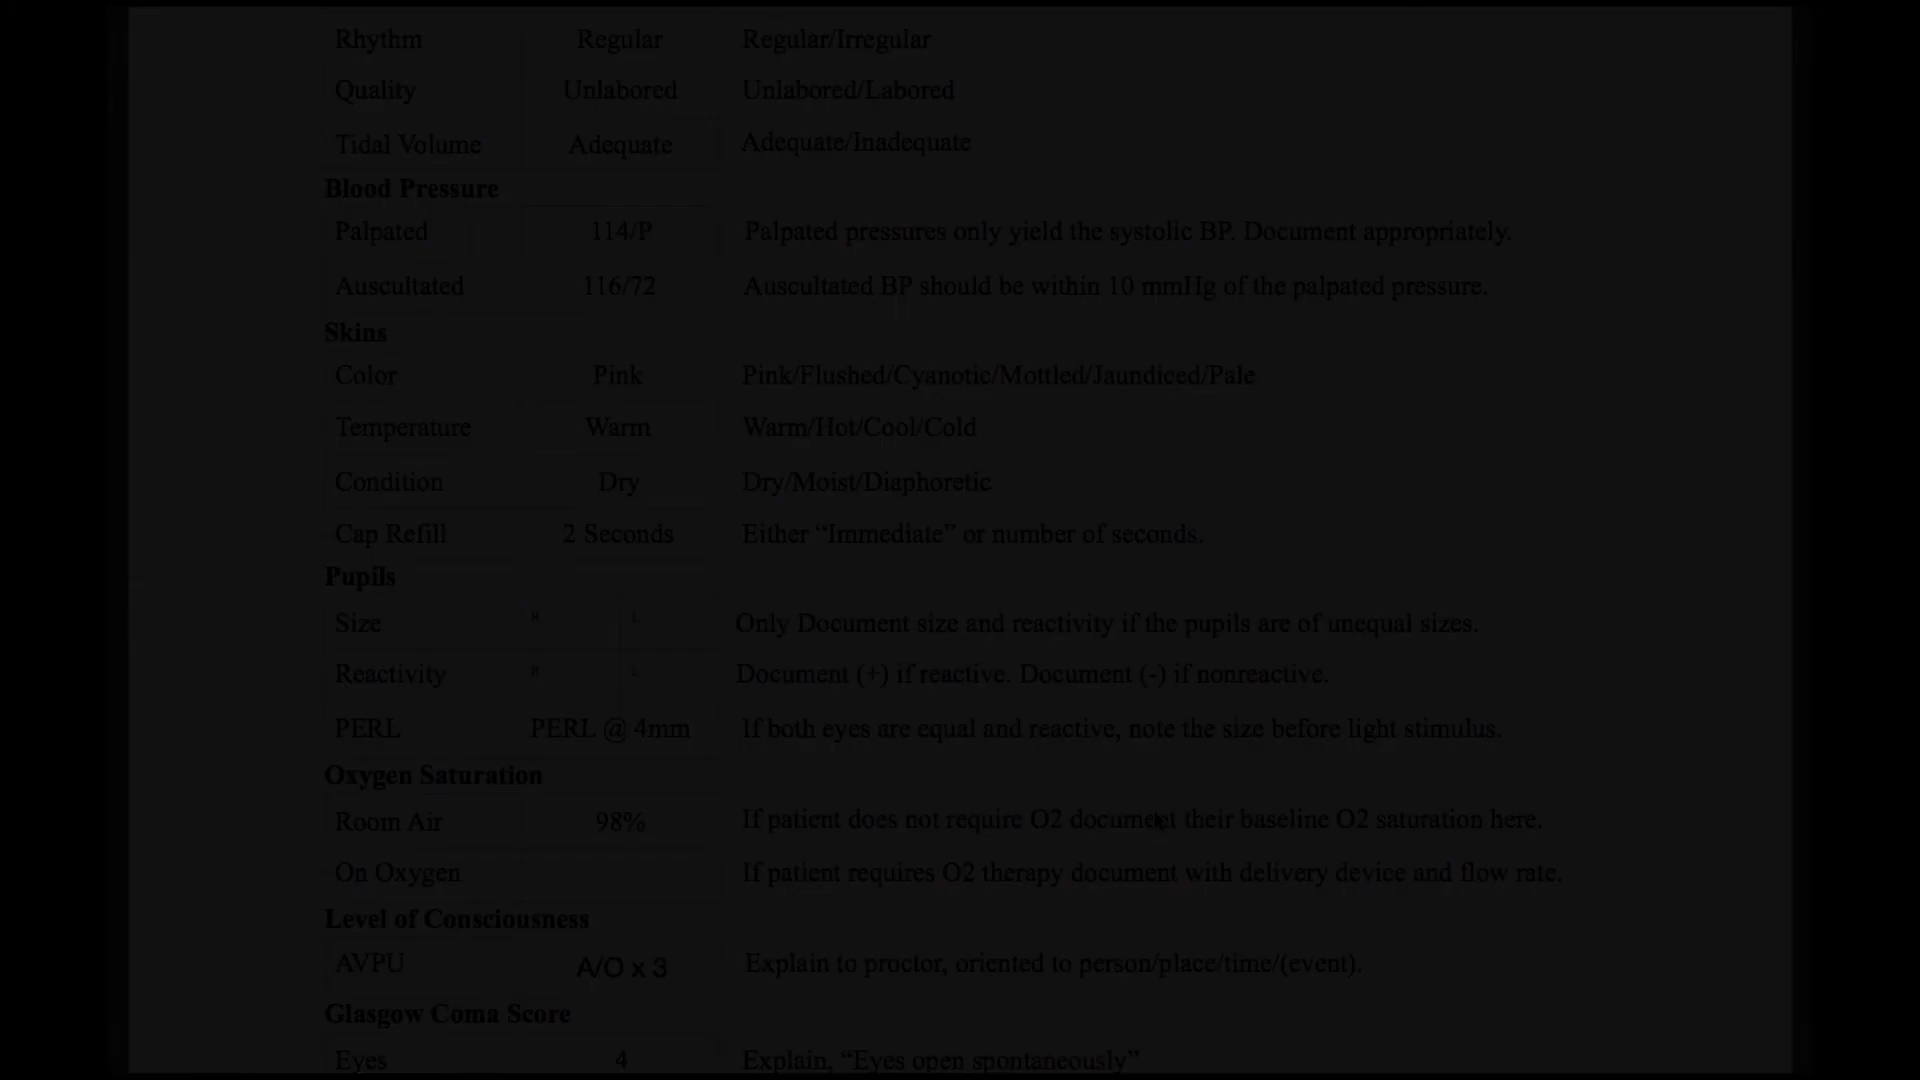 Rhythm Regular Regular/Irregular
Quality Unlabored Unlabored/Labored
Tidal Volume Adequate Adequate/Inadequate
Blood Pressure
Palpated 114/P Palpated pressures only yield the systolic BP. Document appropriately.
Auscultated 116/72 Auscultated BP should be within 10 mmHg of the palpated pressure.
Skins
Color Pink Pink/Flushed/Cyanotic/Mottled/Jaundiced/Pale
Temperature Warm Warm/Hot/Cool/Cold
Condition Dry Dry/Moist/Diaphoretic
Cap Refill 2 Seconds Either “Immediate” or number of seconds.
Pupils
Size R L Only Document size and reactivity if the pupils are of unequal sizes.
Reactivity R L Document (+) if reactive. Document (-) if nonreactive.
PERL PERL @ 4mm If both eyes are equal and reactive, note the size before light stimulus.
Oxygen Saturation
Room Air 98% If patient does not require O2 document their baseline O2 saturation here.
On Oxygen If patient requires O2 therapy document with delivery device and flow rate.
Level of Consciousness
AVPU A/O x 3 Explain to proctor, oriented to person/place/time/(event).
Glasgow Coma Score
Eyes 4 Explain, “Eyes open spontaneously”